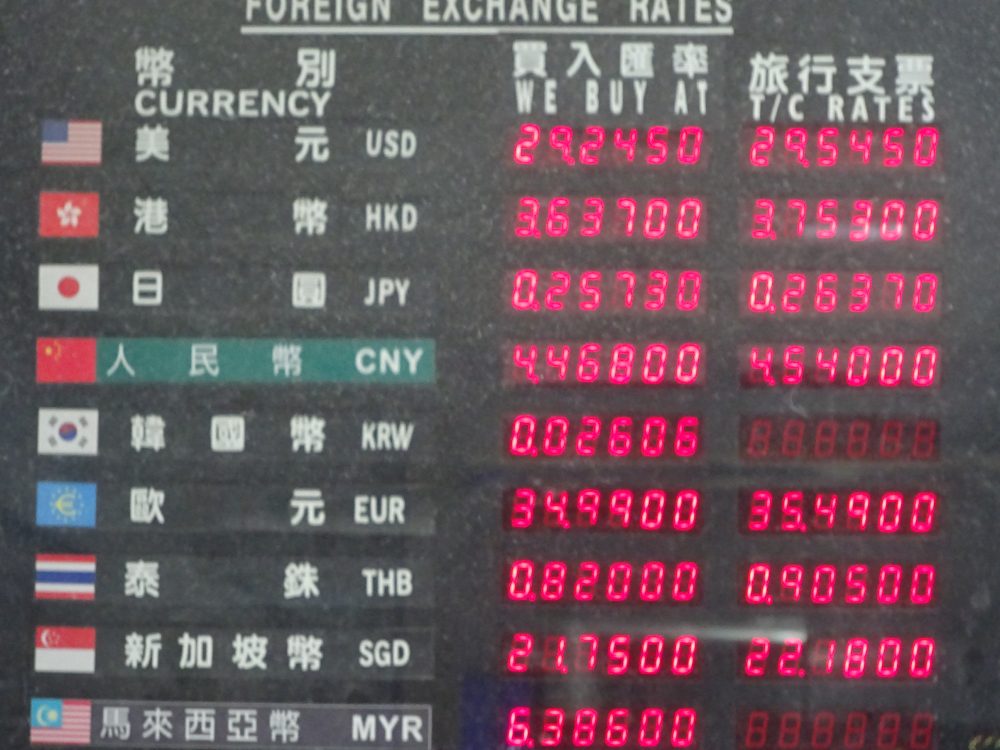 FOREIGN EXCHANGE RATES
幣別 買入匯率 旅行支票
CURRENCY WE BUY AT T/C RATES
美元 USD 29.2450 29.5450
港幣 HKD 3.63700 3.75300
日圓 JPY 0.25730 0.26370
人民幣 CNY 4.46800 4.54000
韓國幣 KRW 0.02606
歐元 EUR 34.9900 35.4900
泰銖 THB 0.82000 0.90500
新加坡幣 SGD 21.7500 22.1800
馬來西亞幣 MYR 6.38600